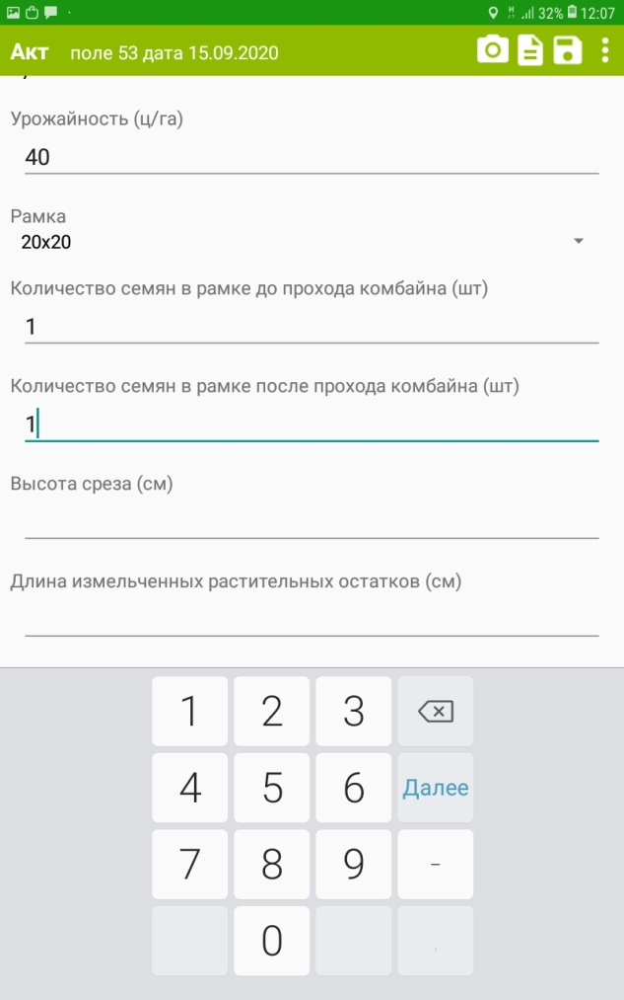 32% 12:07
Акт поле 53 дата 15.09.2020
Урожайность (ц/га)
40
Рамка
20x20
Количество семян в рамке до прохода комбайна (шт)
1
Количество семян в рамке после прохода комбайна (шт)
1
Высота среза (см)
Длина измельченных растительных остатков (см)
1 2 3
4 5 6 Далее
7 8 9 -
0 ,